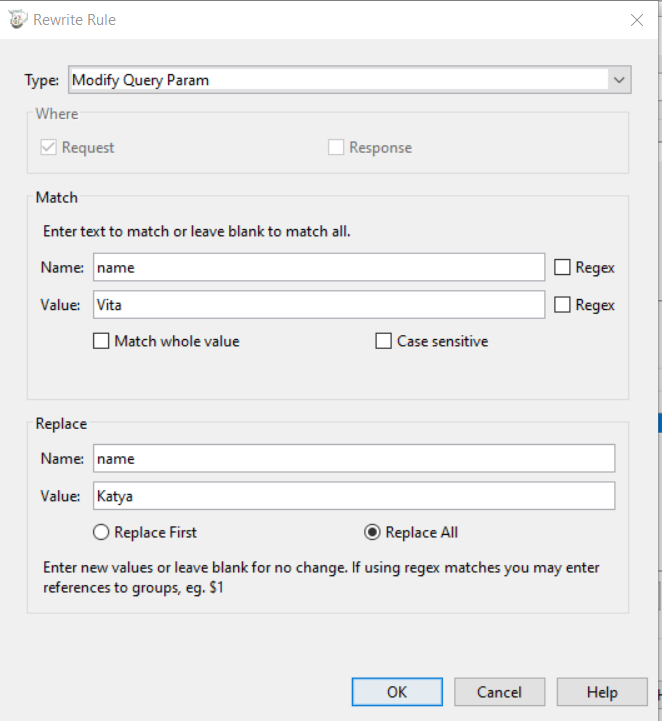 Rewrite Rule
Type: Modify Query Param
Where
Request Response
Match
Enter text to match or leave blank to match all.
Name: name Regex
Value: Vita Regex
Match whole value Case sensitive
Replace
Name: name
Value: Katya
Replace First Replace All
Enter new values or leave blank for no change. If using regex matches you may enter
references to groups, eg. $1
OK Cancel Help